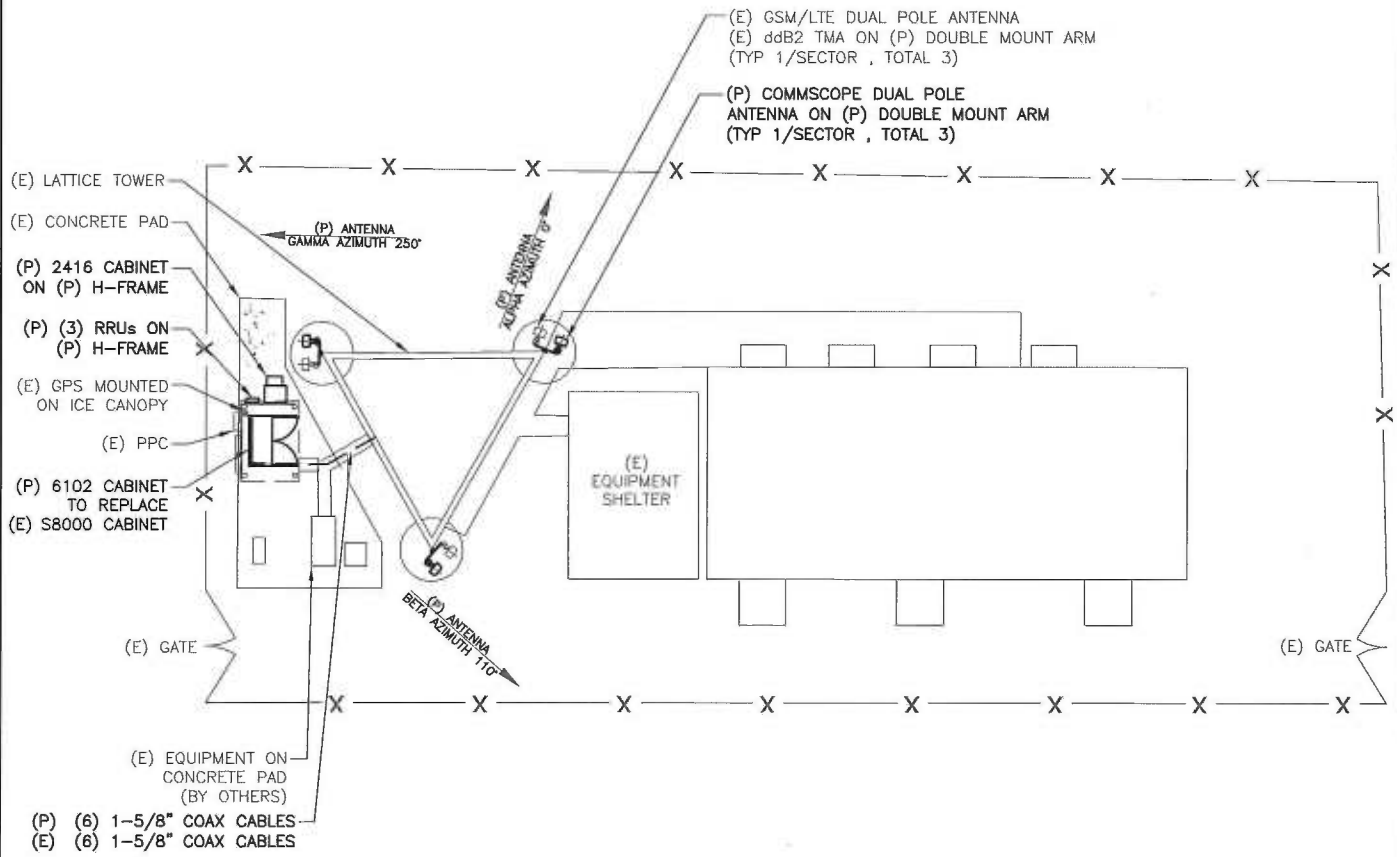 (E) GSM/LTE DUAL POLE ANTENNA
(E) ddB2 TMA ON (P) DOUBLE MOUNT ARM
(TYP 1/SECTOR , TOTAL 3)
(P) COMMSCOPE DUAL POLE
ANTENNA ON (P) DOUBLE MOUNT ARM
(TYP 1/SECTOR , TOTAL 3)
X X X X X X X X
(E) LATTICE TOWER
(E) CONCRETE PAD
(P) ANTENNA
GAMMA AZIMUTH 250°
(P) ANTENNA
ALPHA AZIMUTH 0°
(P) 2416 CABINET
ON (P) H-FRAME
X
(P) (3) RRUs ON
(P) H-FRAME
X
(E) GPS MOUNTED
ON ICE CANOPY
X
(E) PPC
(P) 6102 CABINET
TO REPLACE
(E) S8000 CABINET
X
(E)
EQUIPMENT
SHELTER
(P) ANTENNA
BETA AZIMUTH 110°
(E) GATE
(E) GATE
X X X X X X X X
(E) EQUIPMENT ON
CONCRETE PAD
(BY OTHERS)
(P) (6) 1-5/8" COAX CABLES
(E) (6) 1-5/8" COAX CABLES